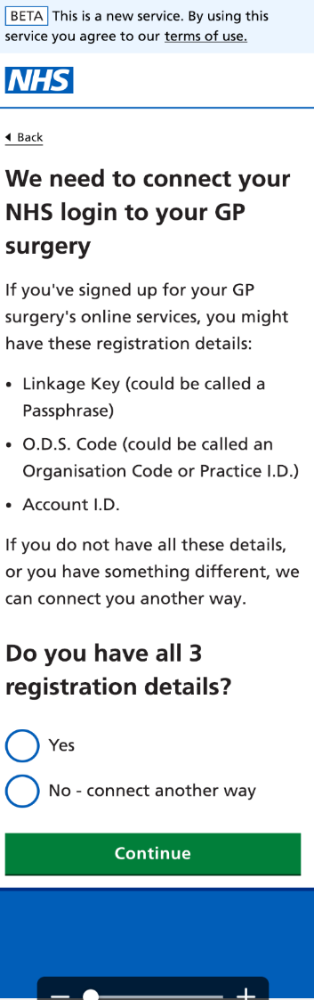 BETA This is a new service. By using this
service you agree to our terms of use.
NHS
Back
We need to connect your
NHS login to your GP
surgery
If you've signed up for your GP
surgery's online services, you might
have these registration details:
• Linkage Key (could be called a
Passphrase)
• O.D.S. Code (could be called an
Organisation Code or Practice I.D.)
• Account I.D.
If you do not have all these details,
or you have something different, we
can connect you another way.
Do you have all 3
registration details?
Yes
No - connect another way
Continue